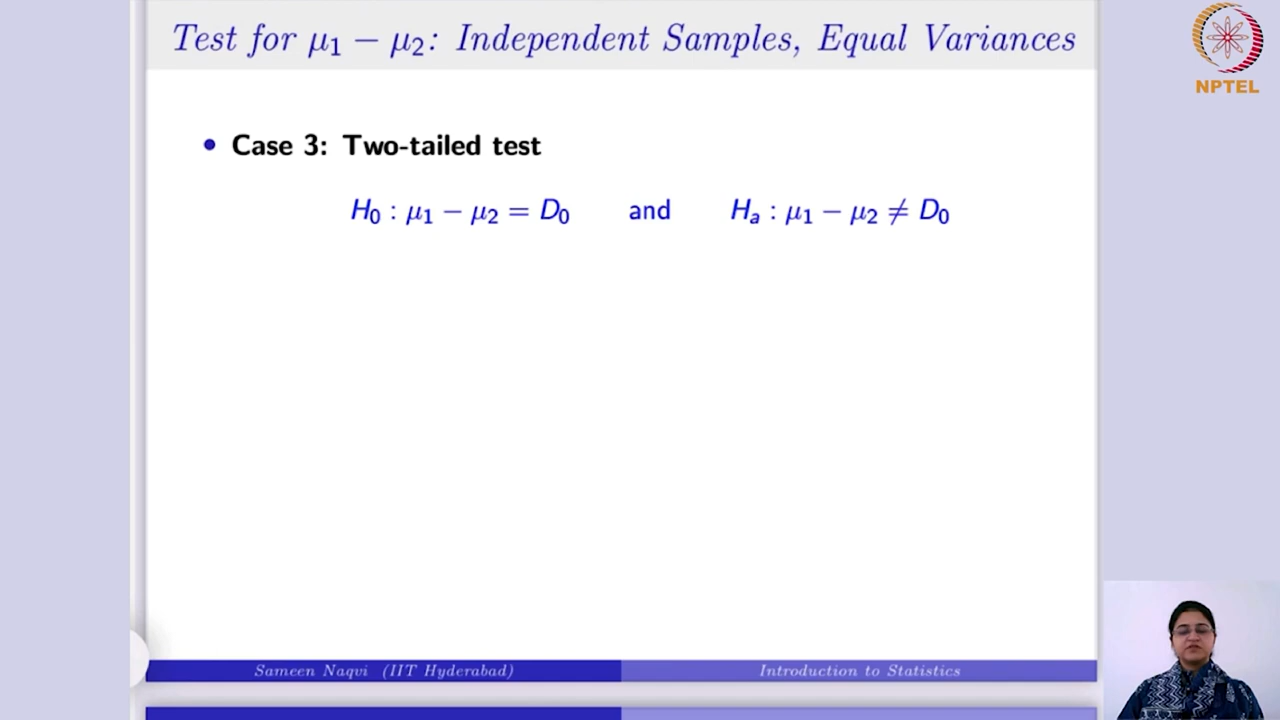 Test for μ₁ − μ₂: Independent Samples, Equal Variances
NPTEL
• Case 3: Two-tailed test
H₀ : μ₁ − μ₂ = D₀ and Hₐ : μ₁ − μ₂ ≠ D₀
Sameen Naqvi (IIT Hyderabad) Introduction to Statistics